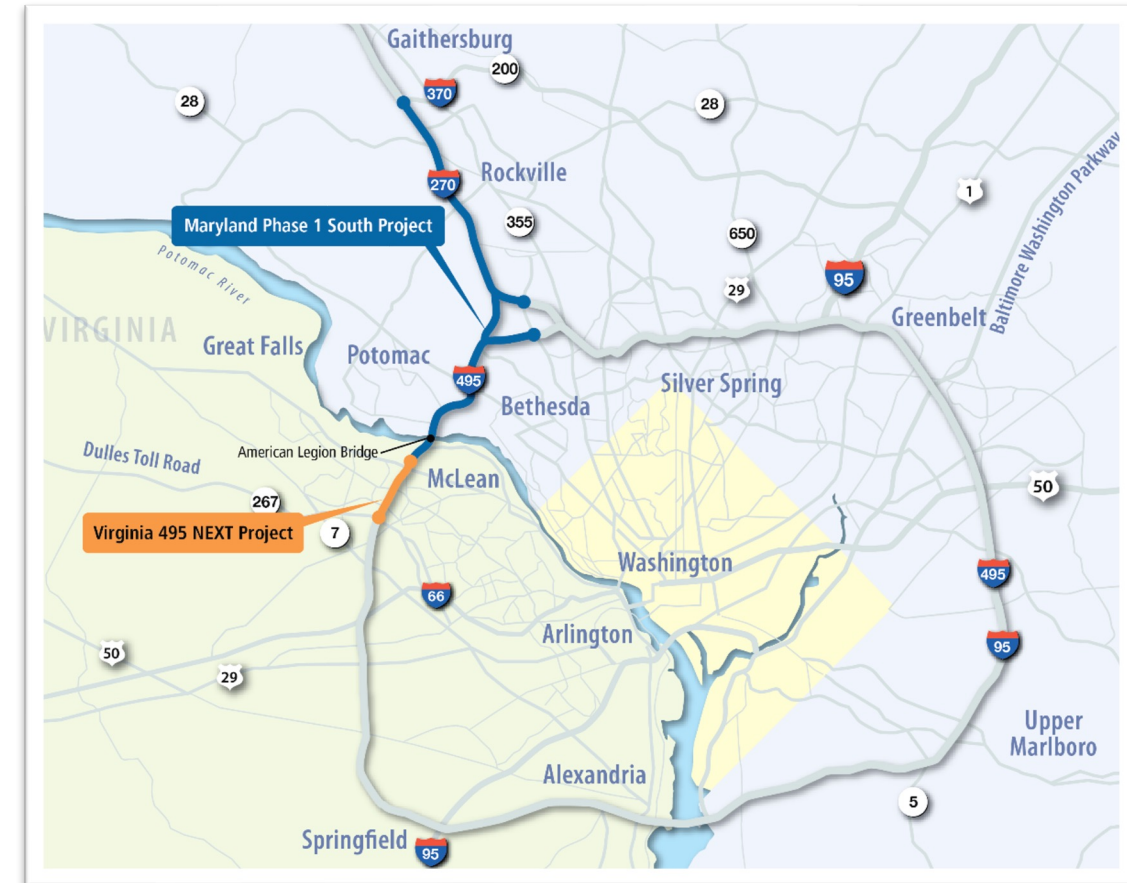 Gaithersburg
200
370
28
28
Rockville
270
1
355
Maryland Phase 1 South Project
650
Baltimore Washington Parkway
Potomac River
95
29
VIRGINIA
Greenbelt
Great Falls
Potomac
495
Silver Spring
Bethesda
American Legion Bridge
Dulles Toll Road
McLean
50
267
Virginia 495 NEXT Project
7
Washington
495
66
Arlington
95
50
29
Upper
Marlboro
Alexandria
5
Springfield
95